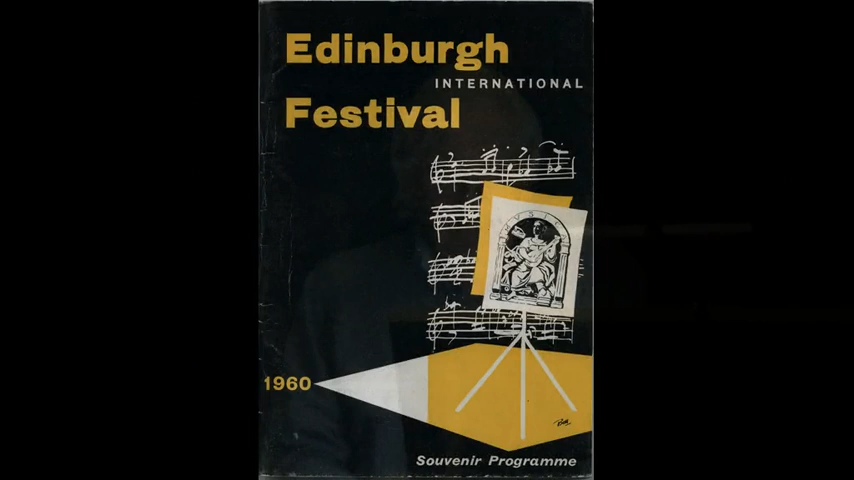 Edinburgh
INTERNATIONAL
Festival
1960
Souvenir Programme